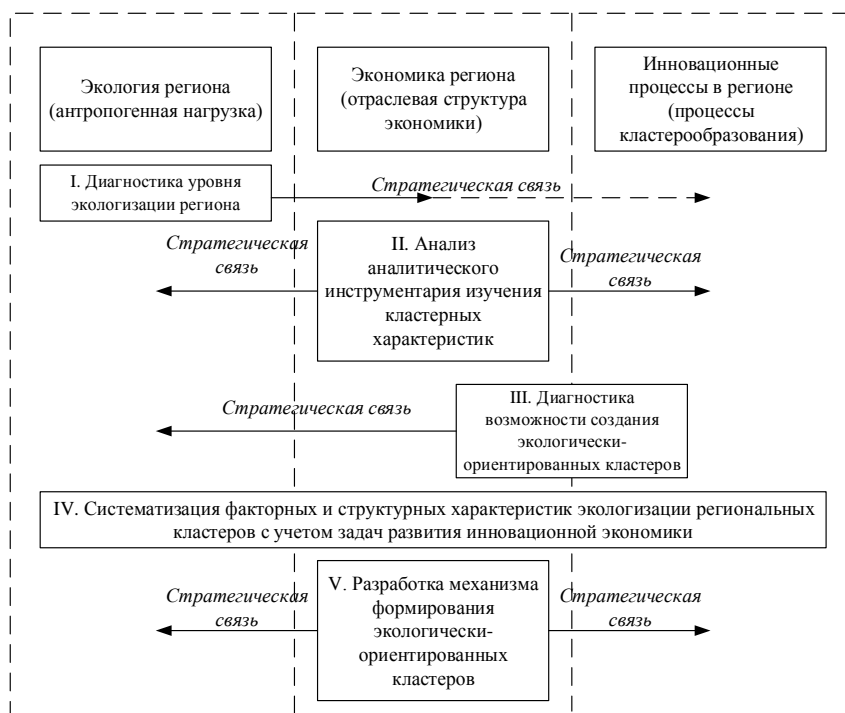 Экология региона
(антропогенная нагрузка)
Экономика региона
(отраслевая структура
экономики)
Инновационные
процессы в регионе
(процессы
кластерообразования)
I. Диагностика уровня
экологизации региона
Стратегическая связь
Стратегическая
связь
II. Анализ
аналитического
инструментария изучения
кластерных
характеристик
Стратегическая
связь
Стратегическая связь
III. Диагностика
возможности создания
экологически-
ориентированных кластеров
IV. Систематизация факторных и структурных характеристик экологизации региональных
кластеров с учетом задач развития инновационной экономики
Стратегическая
связь
V. Разработка механизма
формирования
экологически-
ориентированных
кластеров
Стратегическая
связь